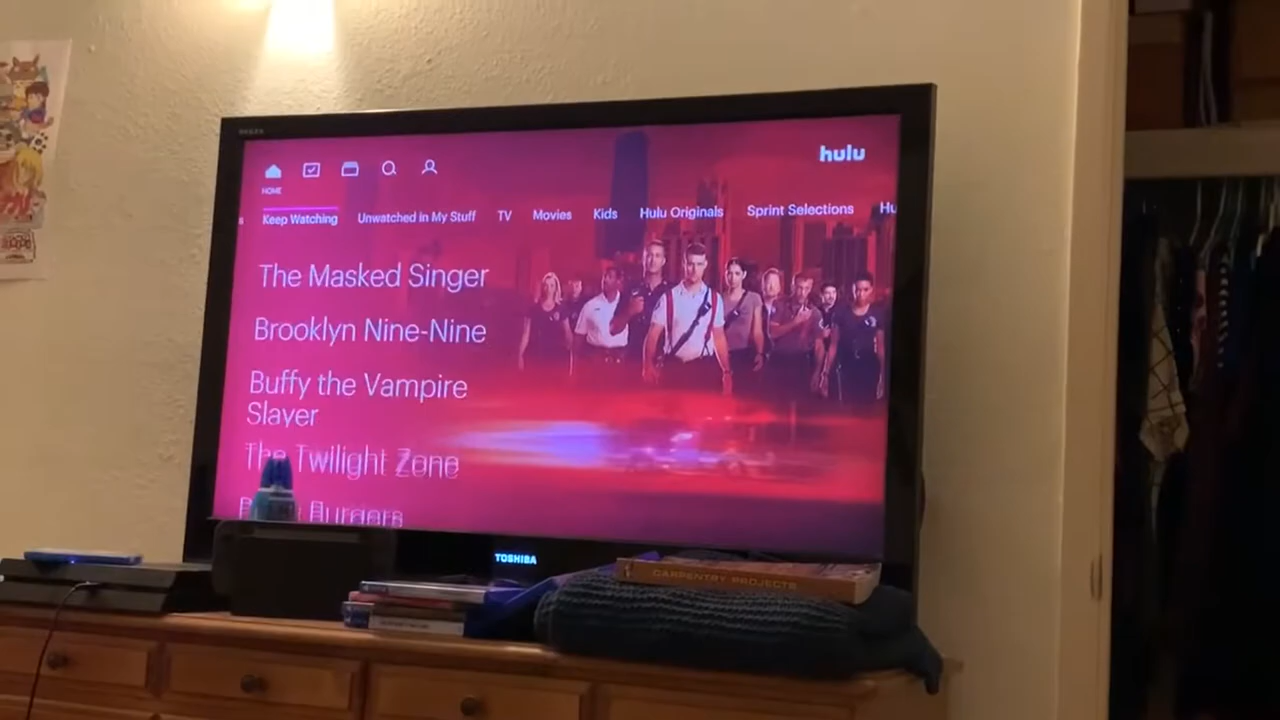 hulu
HOME
Keep Watching Unwatched in My Stuff TV Movies Kids Hulu Originals Sprint Selections Hu
The Masked Singer
Brooklyn Nine-Nine
Buffy the Vampire
Slayer
The Twilight Zone
Burgers
TOSHIBA
CARPENTRY PROJECTS